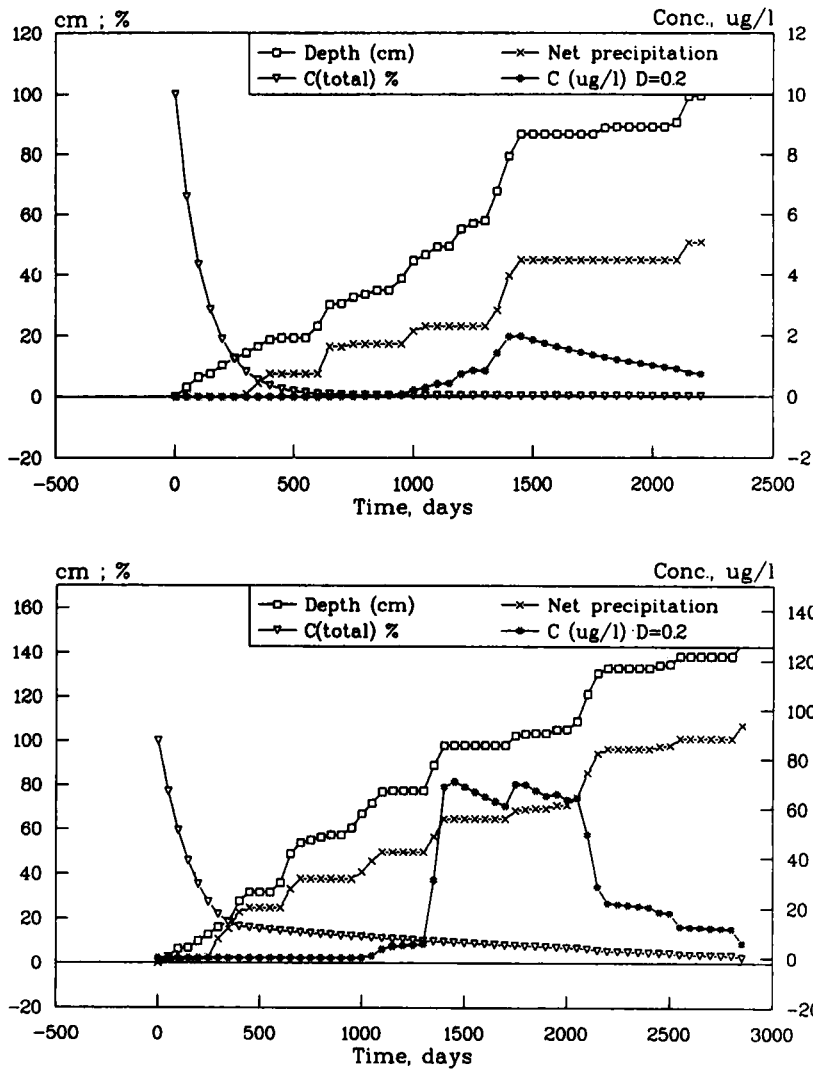 cm ; % Conc., ug/l
120 12
Depth (cm) Net precipitation
C(total) % C (ug/l) D=0.2
100 10
80 8
60 6
40 4
20 2
0 0
-20 -2
-500 0 500 1000 1500 2000 2500
Time, days
cm ; % Conc., ug/l
160 140
Depth (cm) Net precipitation
C(total) % C (ug/l) D=0.2
140 120
120 100
100 80
80 60
60 40
40 20
20 0
0
-20 -20
-500 0 500 1000 1500 2000 2500 3000
Time, days